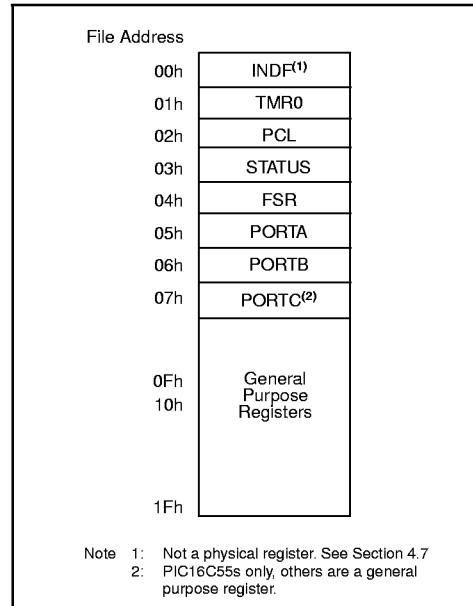 File Address
00h INDF(1)
01h TMR0
02h PCL
03h STATUS
04h FSR
05h PORTA
06h PORTB
07h PORTC(2)
0Fh
10h
General
Purpose
Registers
1Fh
Note 1: Not a physical register. See Section 4.7
2: PIC16C55s only, others are a general
purpose register.